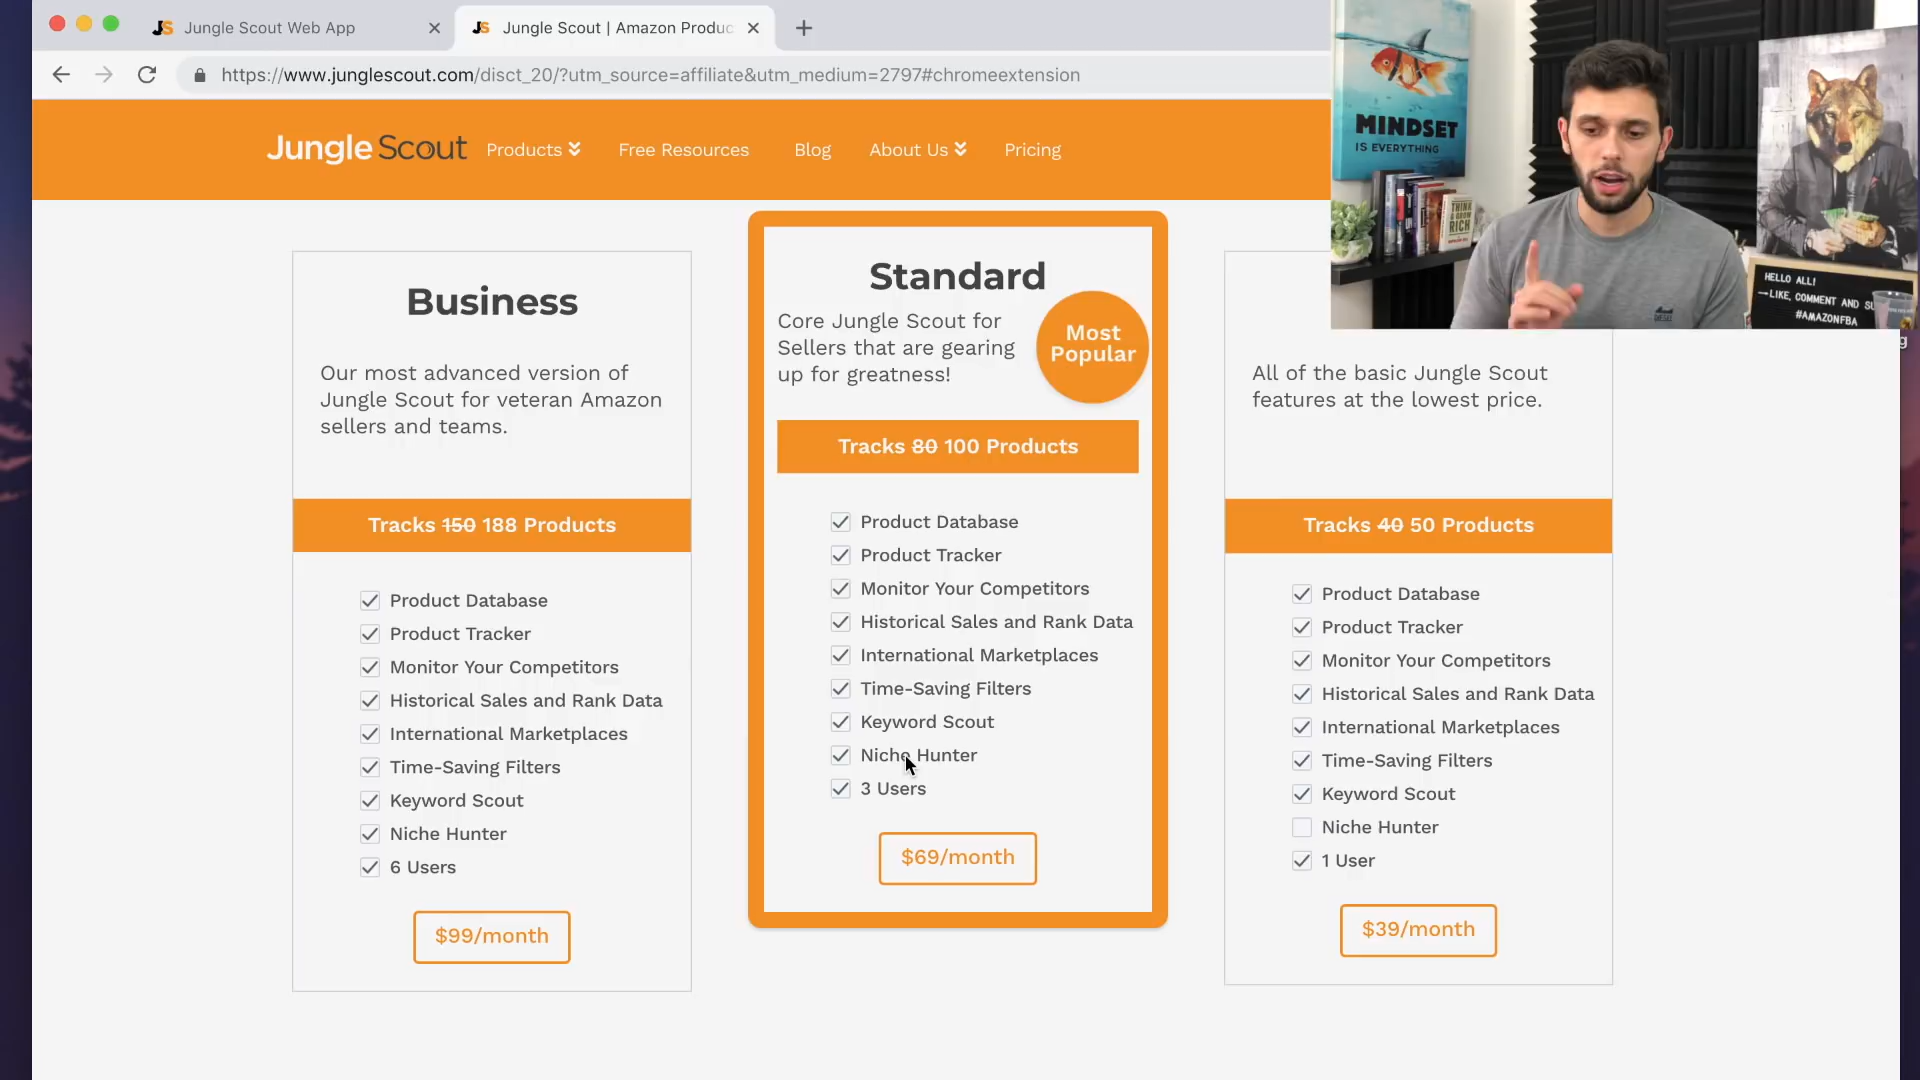 Jungle Scout Web App
Jungle Scout | Amazon Produc
https://www.junglescout.com/disct_20/?utm_source=affiliate&utm_medium=2797#chromeextension
Jungle Scout
Products
Free Resources
Blog
About Us
Pricing
MINDSET
IS EVERYTHING
THINK
& GROW
RICH
HELLO ALL!
—LIKE, COMMENT AND SU
#AMAZONFBA
g
Business
Our most advanced version of
Jungle Scout for veteran Amazon
sellers and teams.
Tracks 150 188 Products
Product Database
Product Tracker
Monitor Your Competitors
Historical Sales and Rank Data
International Marketplaces
Time-Saving Filters
Keyword Scout
Niche Hunter
6 Users
$99/month
Standard
Core Jungle Scout for
Sellers that are gearing
up for greatness!
Most
Popular
Tracks 80 100 Products
Product Database
Product Tracker
Monitor Your Competitors
Historical Sales and Rank Data
International Marketplaces
Time-Saving Filters
Keyword Scout
Niche Hunter
3 Users
$69/month
All of the basic Jungle Scout
features at the lowest price.
Tracks 40 50 Products
Product Database
Product Tracker
Monitor Your Competitors
Historical Sales and Rank Data
International Marketplaces
Time-Saving Filters
Keyword Scout
Niche Hunter
1 User
$39/month